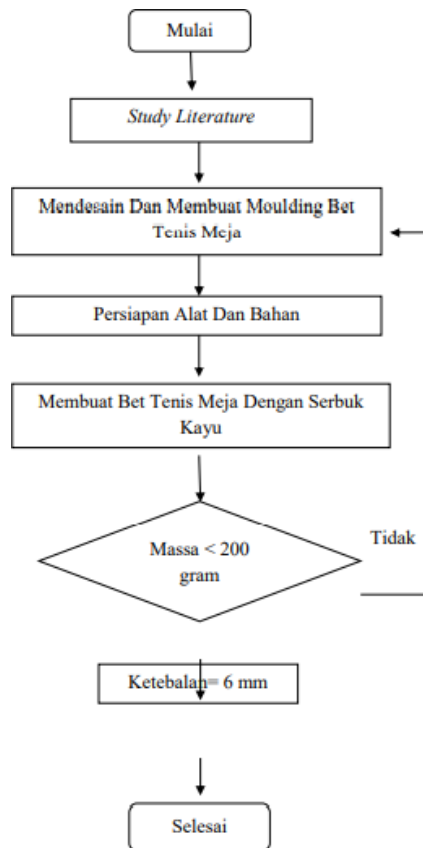 Mulai
Study Literature
Mendesain Dan Membuat Moulding Bet
Tenis Meja
Persiapan Alat Dan Bahan
Membuat Bet Tenis Meja Dengan Serbuk
Kayu
Massa < 200
gram
Tidak
Ketebalan= 6 mm
Selesai